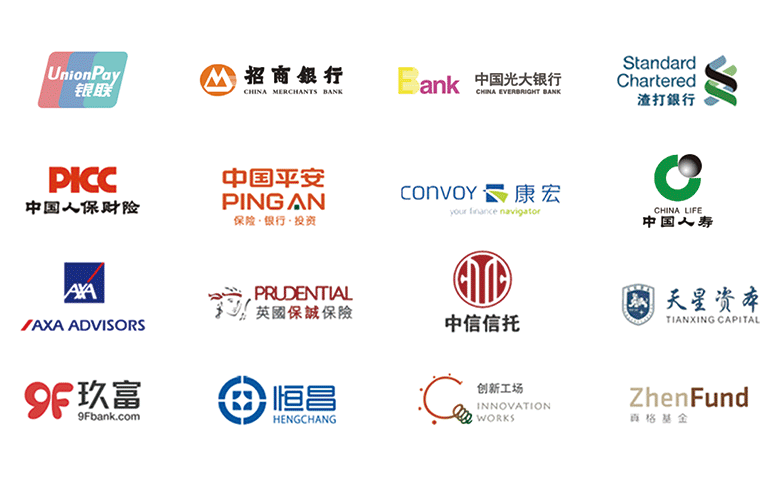 UnionPay
银联
招商銀行
CHINA MERCHANTS BANK
Bank
中国光大银行
CHINA EVERBRIGHT BANK
Standard
Chartered
渣打銀行
PICC
中国人保财险
中国平安
PING AN
保险·银行·投资
CONVOY 康宏
your finance navigator
CHINA LIFE
中国人寿
AXA
AXA ADVISORS
PRUDENTIAL
英國保誠保險
中信信托
天星资本
TIANXING CAPITAL
9F 玖富
9Fbank.com
恒昌
HENGCHANG
创新工场
INNOVATION
WORKS
ZhenFund
真格基金